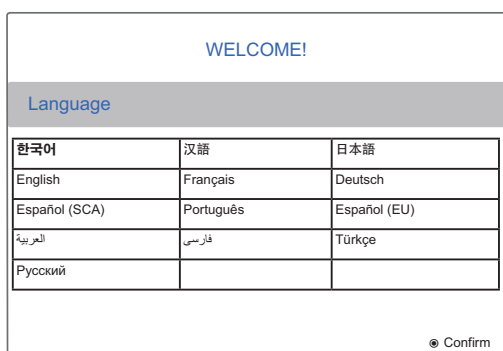 WELCOME!
Language
한국어 汉語 日本語
English Français Deutsch
Español (SCA) Português Español (EU)
العربية فارسی Türkçe
Русский
◉ Confirm